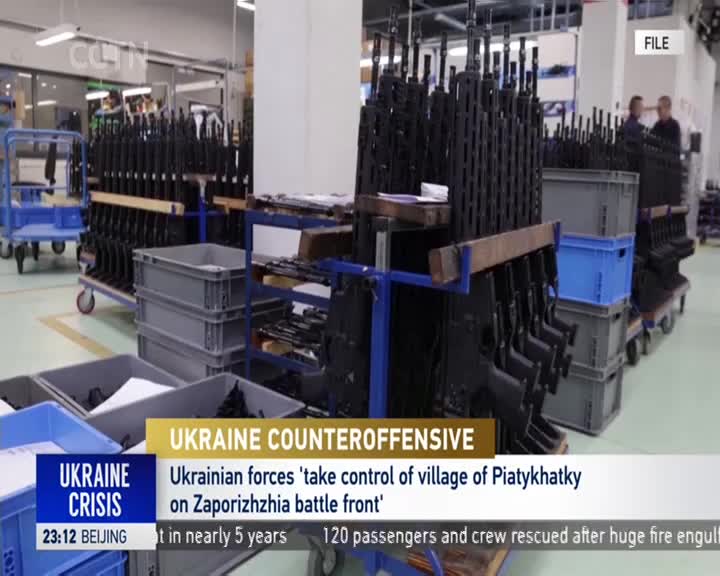 CGTN
FILE
UKRAINE COUNTEROFFENSIVE
UKRAINE CRISIS
Ukrainian forces 'take control of village of Piatykhatky
on Zaporizhzhia battle front'
23:12 BEIJING
t in nearly 5 years 120 passengers and crew rescued after huge fire engulf